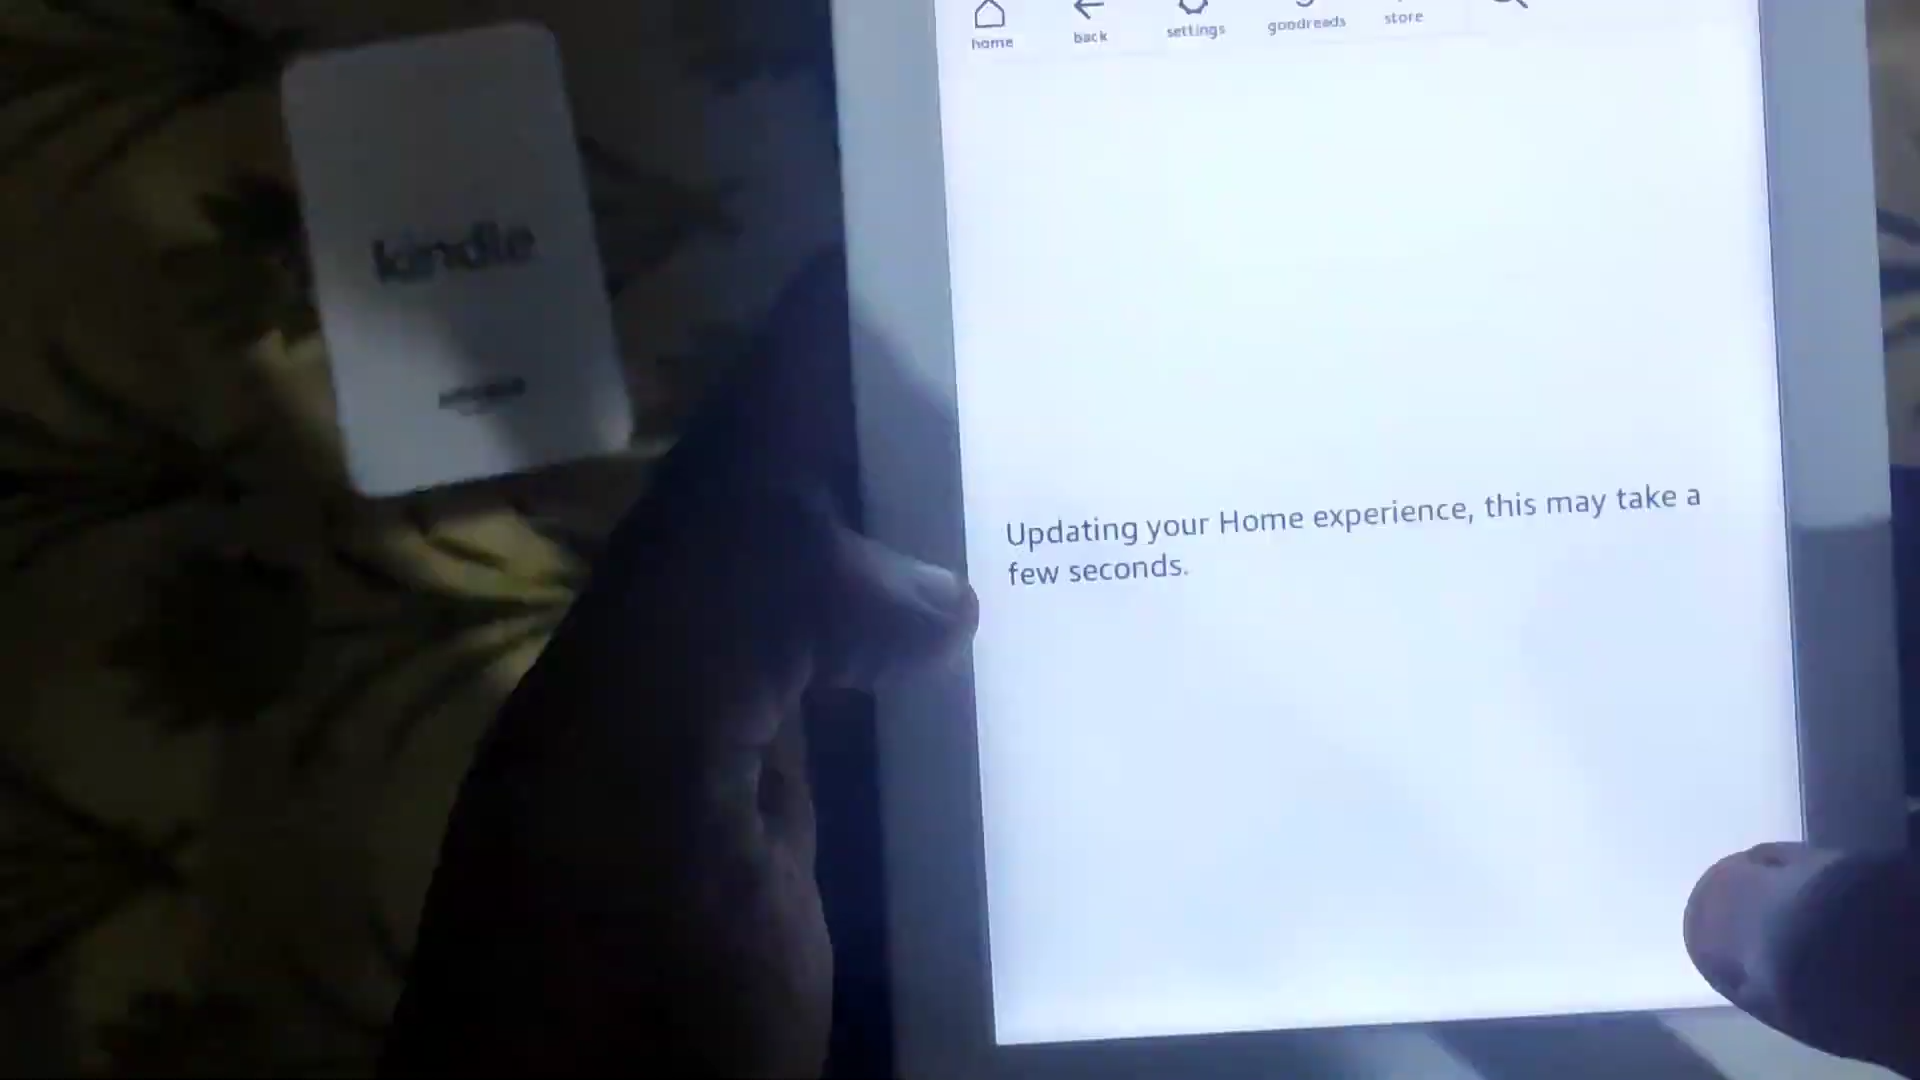 home
back
settings
goodreads
store
kindle
Updating your Home experience, this may take a
few seconds.